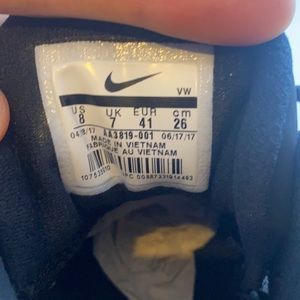 VW
US UK EUR cm
8 7 41 26
04/8/17 AA3819-001 06/17/17
MADE IN VIETNAM
FABRIQUE AU VIETNAM